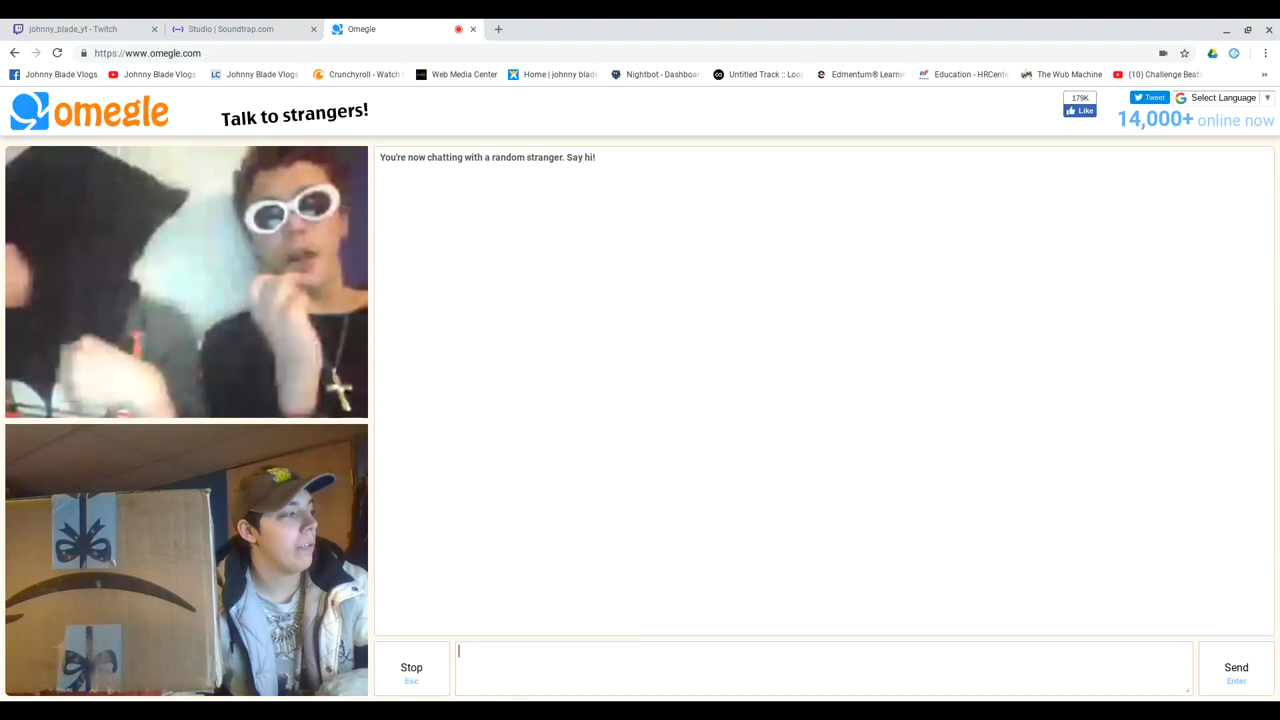 johnny_blade_yt - Twitch
Studio | Soundtrap.com
Omegle
https://www.omegle.com
Johnny Blade Vlogs
Johnny Blade Vlogs
LC Johnny Blade Vlogs
Crunchyroll - Watch
Web Media Center
Home | johnny blade
Nightbot - Dashboar
Untitled Track :: Loop
Edmentum® Learnin
Education - HRCente
The Wub Machine
(10) Challenge Beats
omegle
Talk to strangers!
179K
Like
Tweet
Select Language
14,000+ online now
You're now chatting with a random stranger. Say hi!
Stop
Esc
Send
Enter